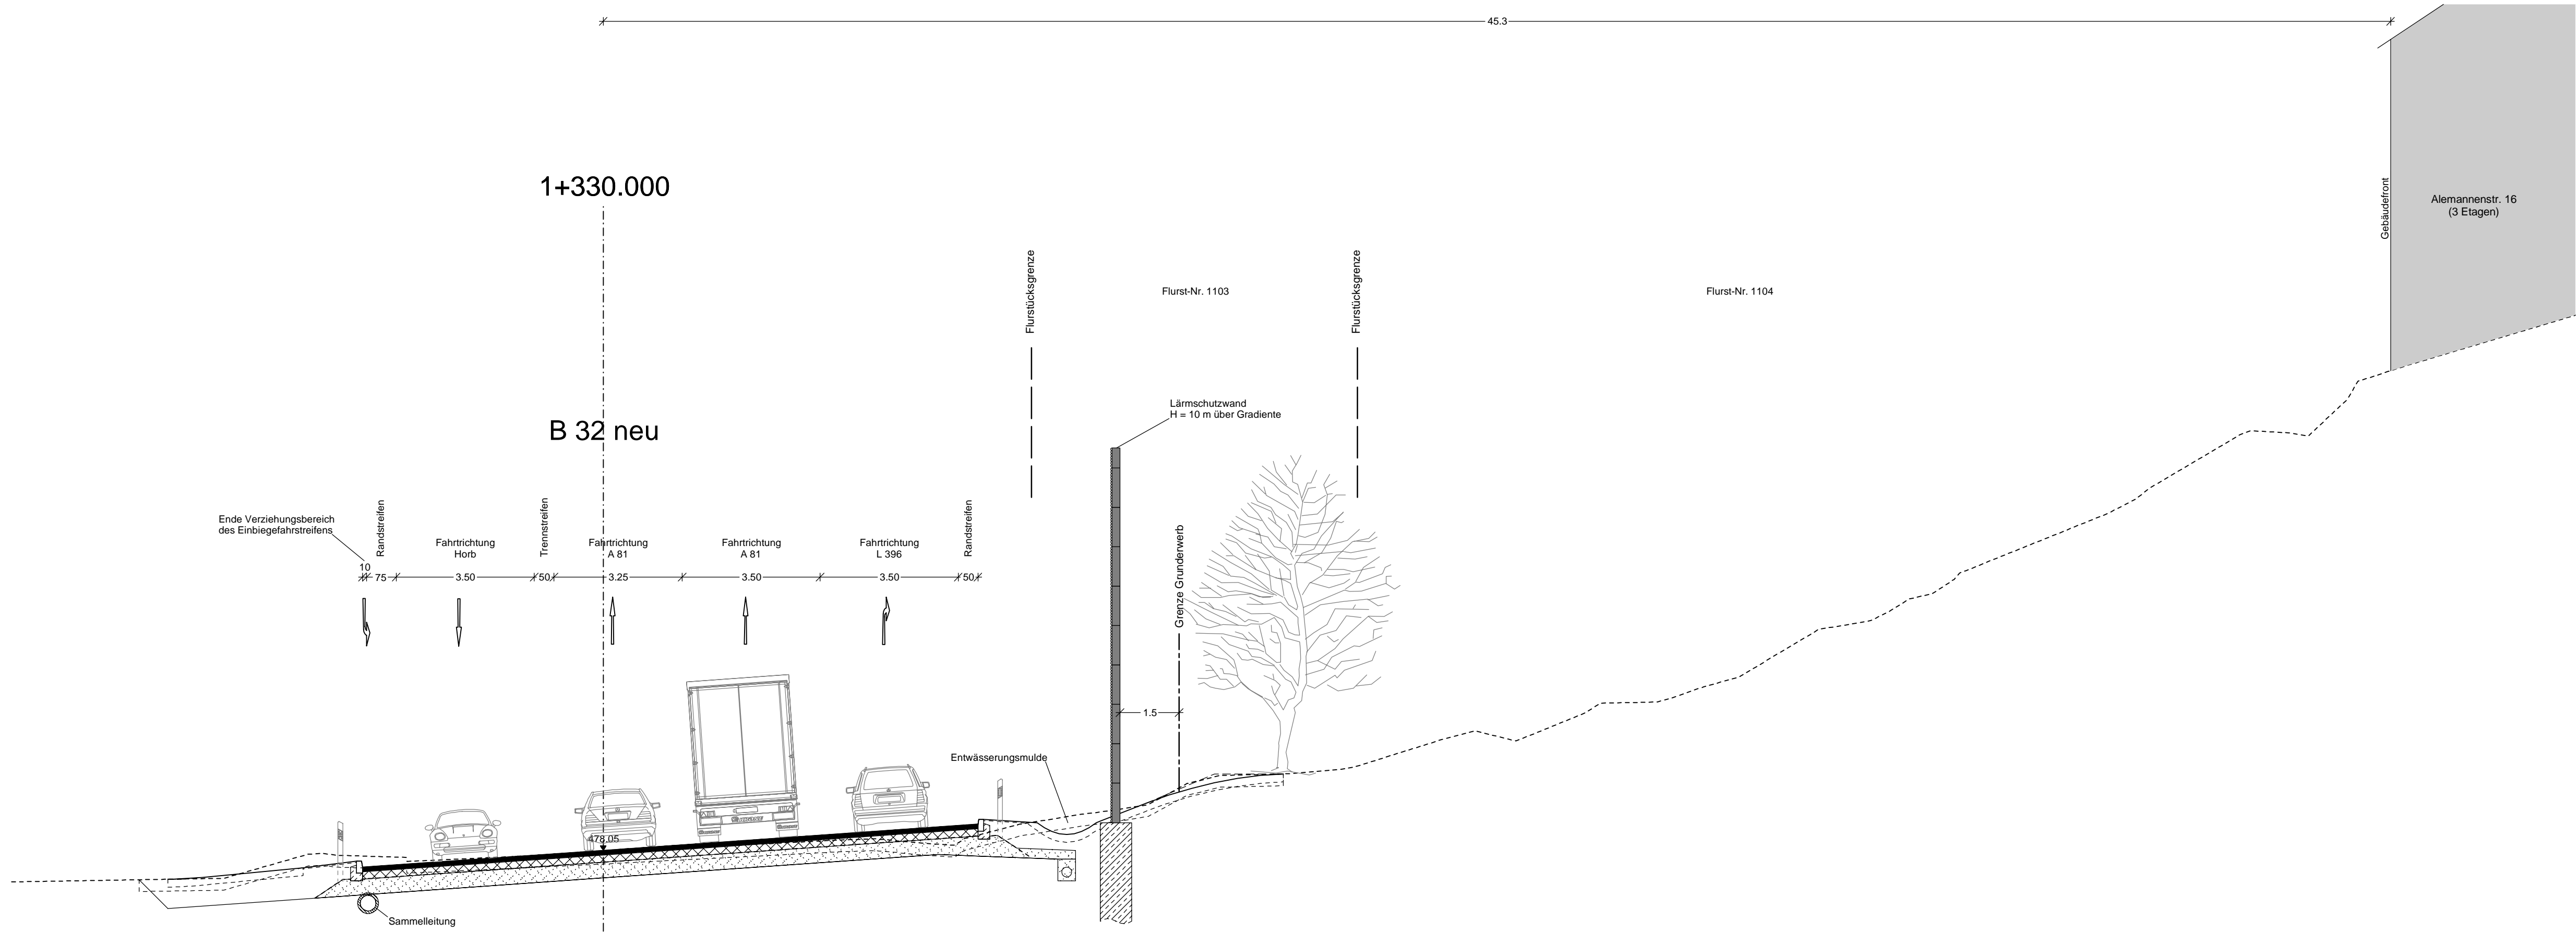 45.3
1+330.000
Gebäudefront
Alemannenstr. 16
(3 Etagen)
Flurstücksgrenze
Flurst-Nr. 1103
Flurstücksgrenze
Flurst-Nr. 1104
Lärmschutzwand
H = 10 m über Gradiente
B 32 neu
Ende Verziehungsbereich
des Einbiegefahrstreifens
Randstreifen
Fahrtrichtung
Horb
Trennstreifen
Fahrtrichtung
A 81
Fahrtrichtung
A 81
Fahrtrichtung
L 396
Randstreifen
Grenze Grunderwerb
10
75
3.50
50
3.25
3.50
3.50
50
1.5
Entwässerungsmulde
478.05
Sammelleitung